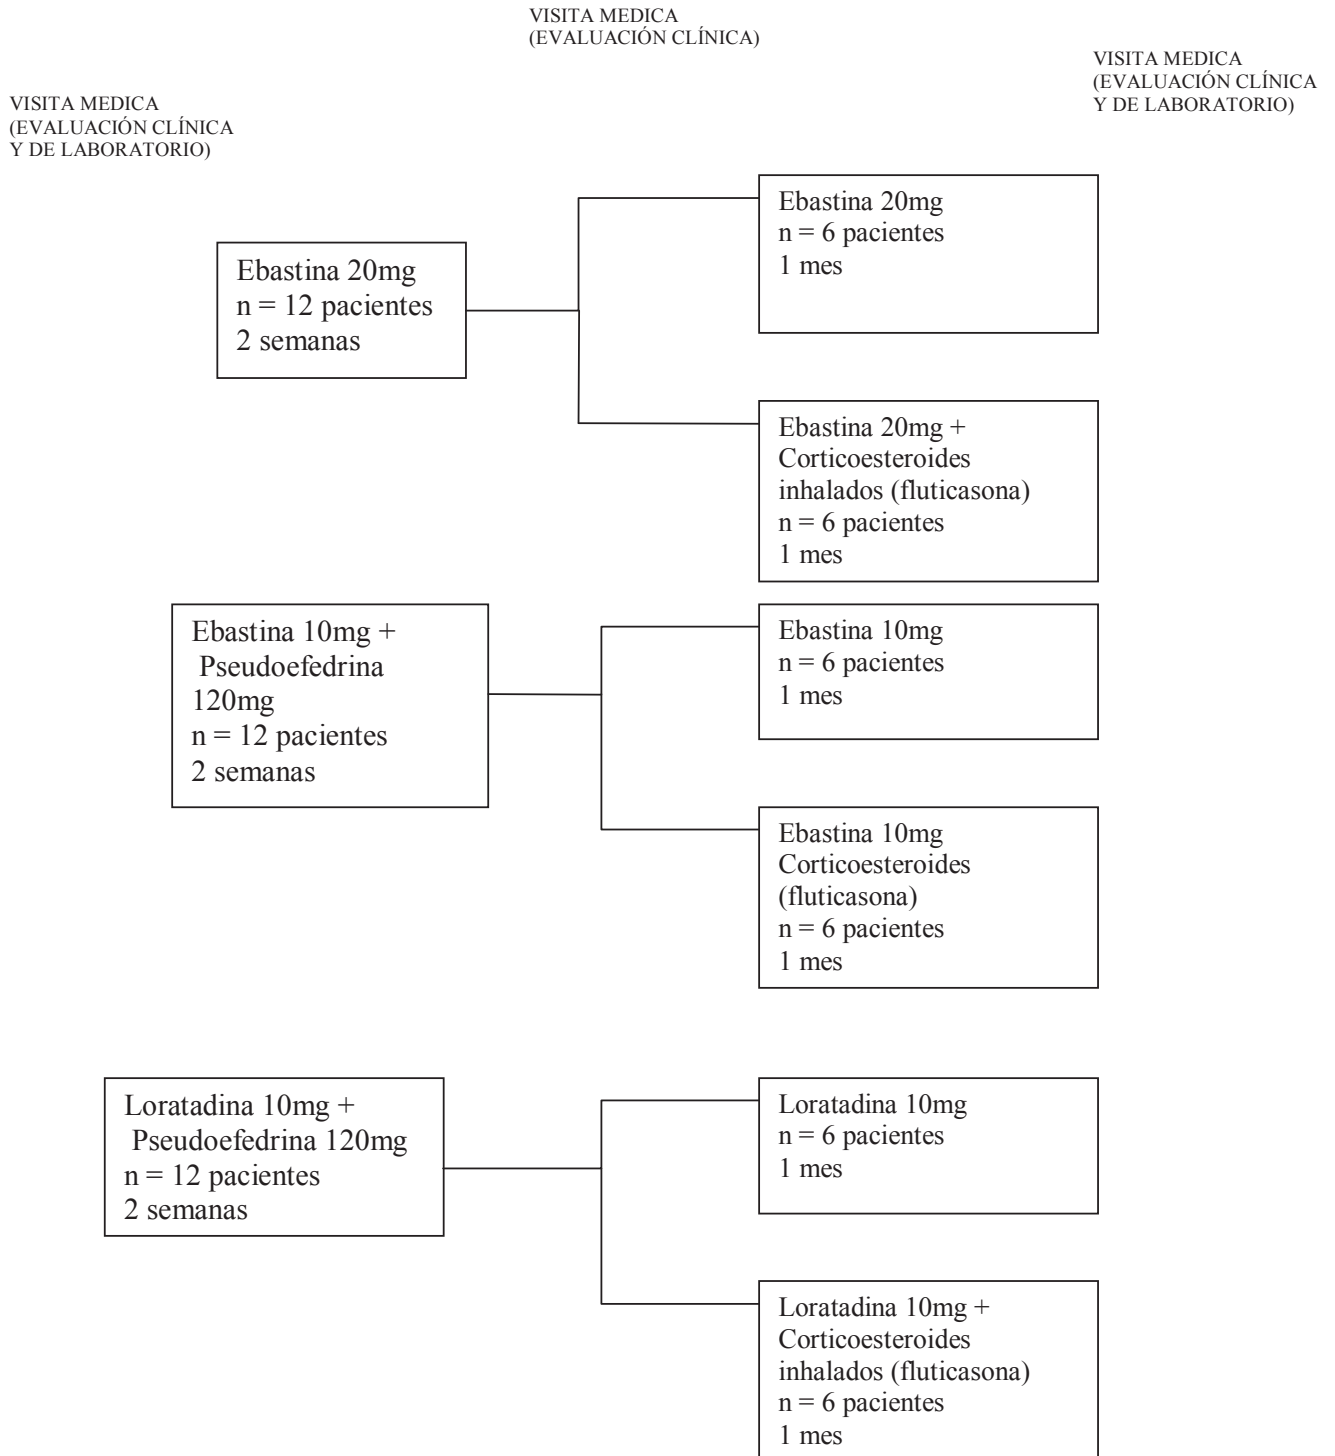 VISITA MEDICA
(EVALUACIÓN CLÍNICA)
VISITA MEDICA
(EVALUACIÓN CLÍNICA
Y DE LABORATORIO)
VISITA MEDICA
(EVALUACIÓN CLÍNICA
Y DE LABORATORIO)
Ebastina 20mg
n = 12 pacientes
2 semanas
Ebastina 20mg
n = 6 pacientes
1 mes
Ebastina 20mg +
Corticoesteroides
inhalados (fluticasona)
n = 6 pacientes
1 mes
Ebastina 10mg +
Pseudoefedrina
120mg
n = 12 pacientes
2 semanas
Ebastina 10mg
n = 6 pacientes
1 mes
Ebastina 10mg
Corticoesteroides
(fluticasona)
n = 6 pacientes
1 mes
Loratadina 10mg +
Pseudoefedrina 120mg
n = 12 pacientes
2 semanas
Loratadina 10mg
n = 6 pacientes
1 mes
Loratadina 10mg +
Corticoesteroides
inhalados (fluticasona)
n = 6 pacientes
1 mes